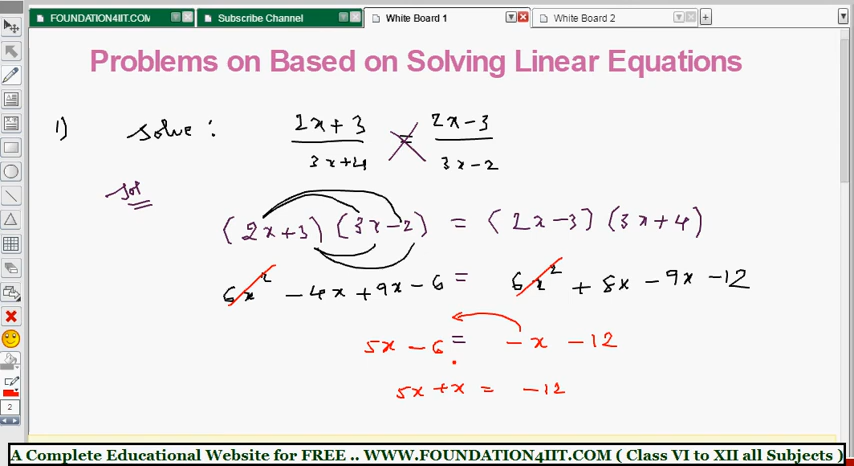 FOUNDATION4IIT.COM Subscribe Channel White Board 1 White Board 2
Problems on Based on Solving Linear Equations
1) Solve : (2x+3)/(3x+4) = (2x-3)/(3x-2)
Sol
(2x+3) (3x-2) = (2x-3) (3x+4)
6x² - 4x + 9x - 6 = 6x² + 8x - 9x - 12
5x - 6 = - x - 12
5x + x = - 12
2
A Complete Educational Website for FREE .. WWW.FOUNDATION4IIT.COM ( Class VI to XII all Subjects )